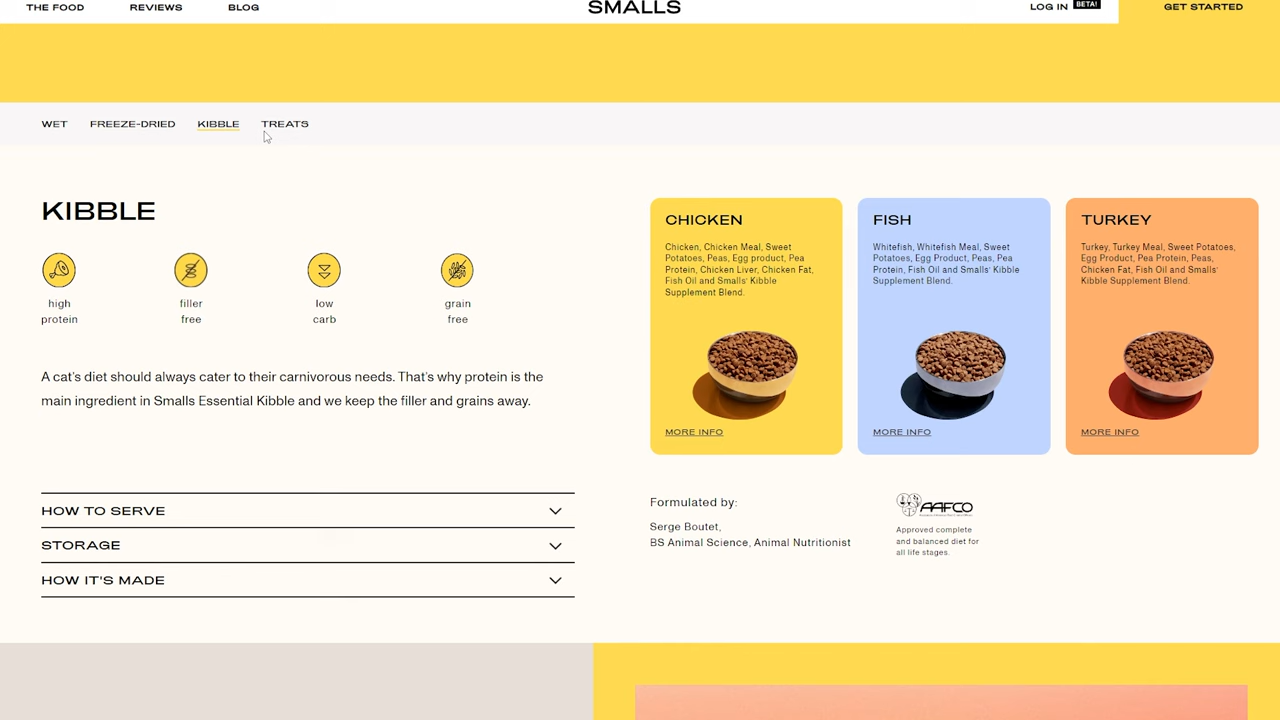 THE FOOD
REVIEWS
BLOG
SMALLS
LOG IN
BETA!
GET STARTED
WET
FREEZE-DRIED
KIBBLE
TREATS
KIBBLE
high
protein
filler
free
low
carb
grain
free
A cat's diet should always cater to their carnivorous needs. That's why protein is the
main ingredient in Smalls Essential Kibble and we keep the filler and grains away.
HOW TO SERVE
STORAGE
HOW IT'S MADE
CHICKEN
Chicken, Chicken Meal, Sweet
Potatoes, Peas, Egg product, Pea
Protein, Chicken Liver, Chicken Fat,
Fish Oil and Smalls' Kibble
Supplement Blend.
MORE INFO
FISH
Whitefish, Whitefish Meal, Sweet
Potatoes, Egg Product, Peas, Pea
Protein, Fish Oil and Smalls' Kibble
Supplement Blend.
MORE INFO
TURKEY
Turkey, Turkey Meal, Sweet Potatoes,
Egg Product, Pea Protein, Peas,
Chicken Fat, Fish Oil and Smalls'
Kibble Supplement Blend.
MORE INFO
Formulated by:
Serge Boutet,
BS Animal Science, Animal Nutritionist
AAFCO
Approved complete
and balanced diet for
all life stages.